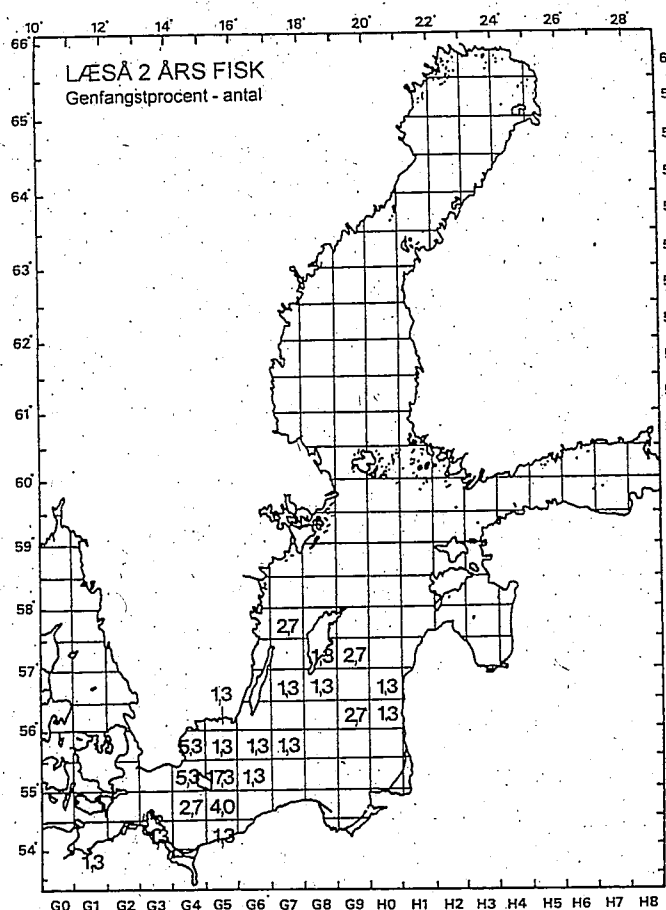 10° 12° 14° 16° 18° 20° 22° 24° 26° 28°
66°
LÆSÅ 2 ÅRS FISK
Genfangstprocent - antal
65°
64°
63°
62°
61°
60°
59°
58°
2,7
1,3 2,7
57°
1,3 1,3 1,3 1,3
2,7 1,3
56°
5,3 1,3 1,3 1,3
5,3 17,3 1,3
55°
2,7 4,0
1,3 1,3
54°
1,3
G0 G1 G2 G3 G4 G5 G6 G7 G8 G9 H0 H1 H2 H3 H4 H5 H6 H7 H8